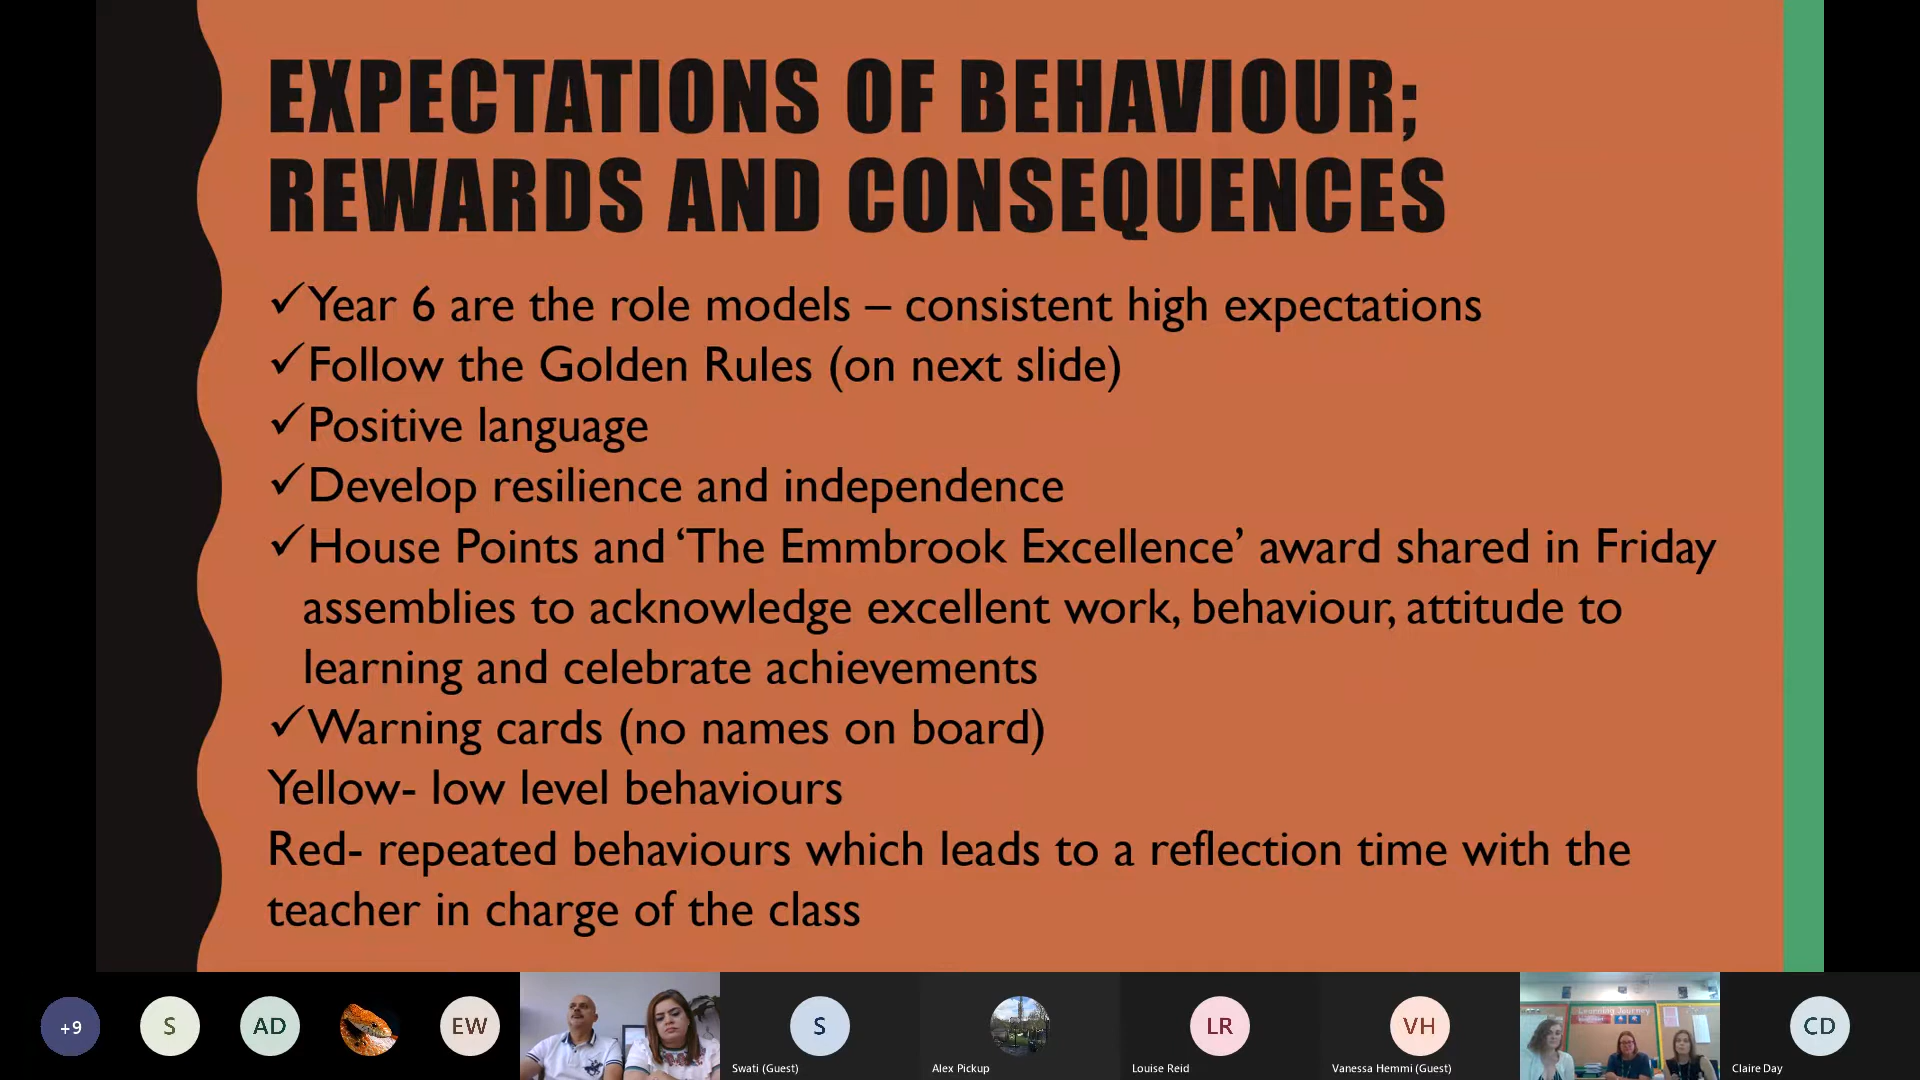 EXPECTATIONS OF BEHAVIOUR;
REWARDS AND CONSEQUENCES
✓Year 6 are the role models – consistent high expectations
✓Follow the Golden Rules (on next slide)
✓Positive language
✓Develop resilience and independence
✓House Points and ‘The Emmbrook Excellence’ award shared in Friday
assemblies to acknowledge excellent work, behaviour, attitude to
learning and celebrate achievements
✓Warning cards (no names on board)
Yellow- low level behaviours
Red- repeated behaviours which leads to a reflection time with the
teacher in charge of the class
+9
S
AD
EW
S
LR
VH
Learning Journey
CD
Swati (Guest)
Alex Pickup
Louise Reid
Vanessa Hemmi (Guest)
Claire Day